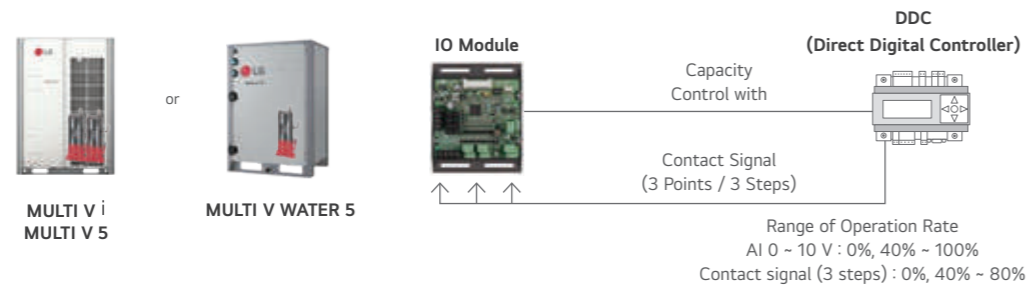 LG
MULTI V i
MULTI V 5
or
LG
MULTI V WATER 5
IO Module
Capacity
Control with
Contact Signal
(3 Points / 3 Steps)
DDC
(Direct Digital Controller)
Range of Operation Rate
AI 0 ~ 10 V : 0%, 40% ~ 100%
Contact signal (3 steps) : 0%, 40% ~ 80%